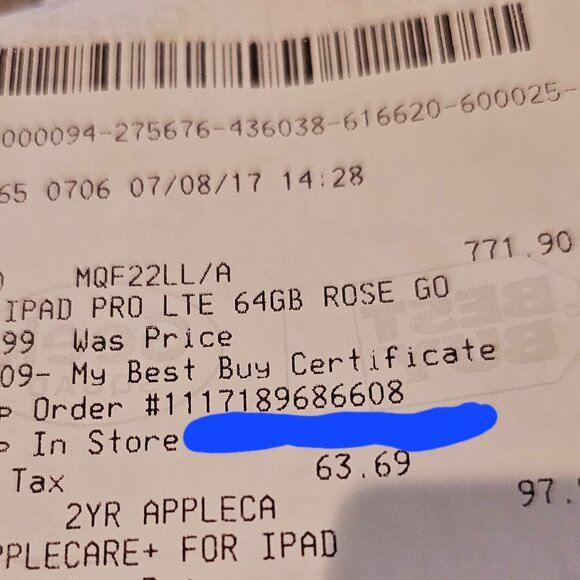 000094-275676-436038-616620-600025-
65 0706 07/08/17 14:28
771.90
MQF22LL/A
IPAD PRO LTE 64GB ROSE GO
99 Was Price
09- My Best Buy Certificate
Order #1117189686608
In Store
Tax 63.69
2YR APPLECA 97.
PPLECARE+ FOR IPAD